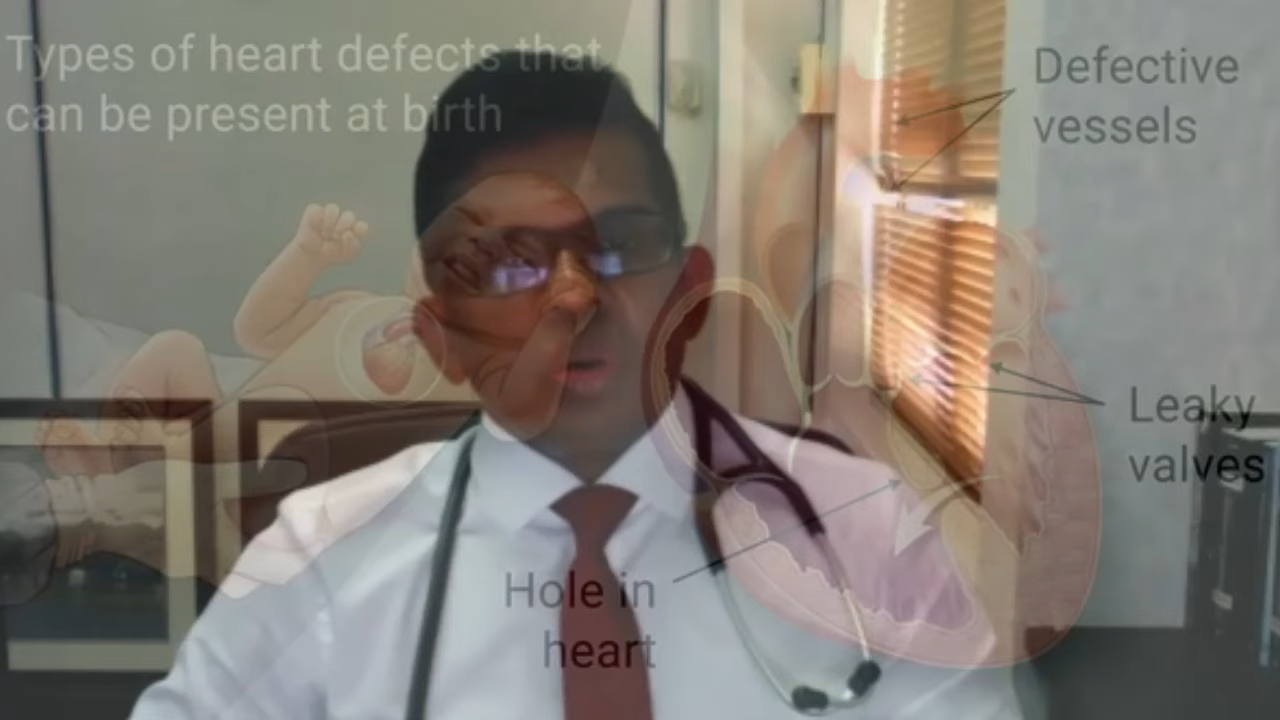 Types of heart defects that
can be present at birth
Defective
vessels
Leaky
valves
Hole in
heart